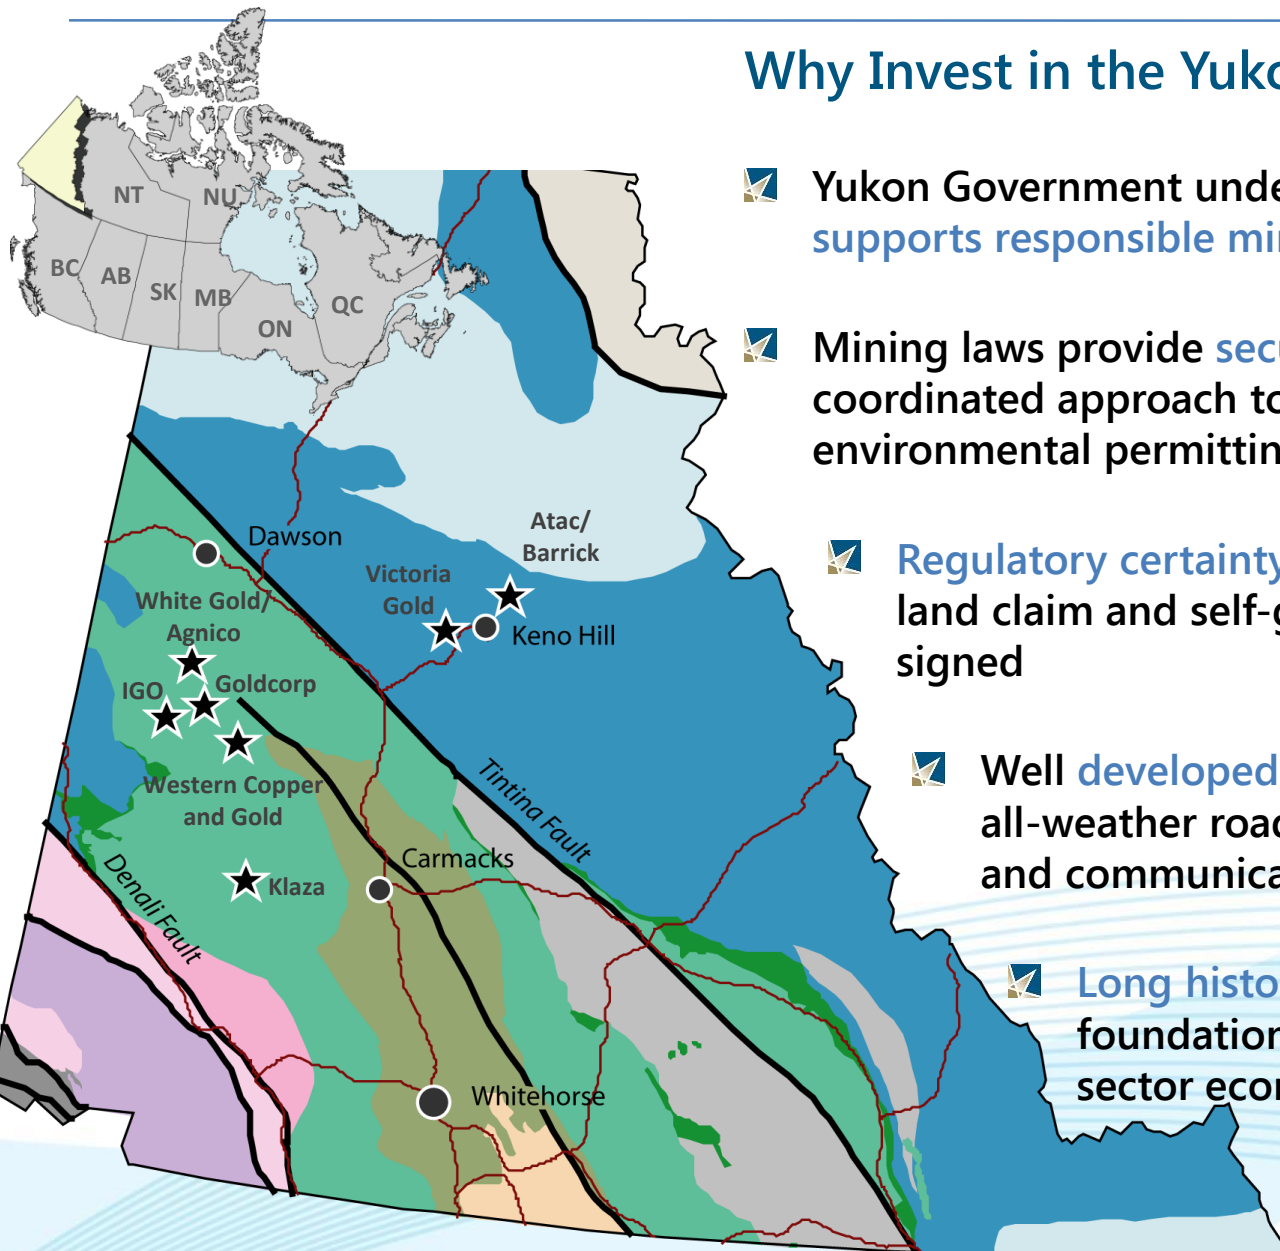 Why Invest in the Yuko
Yukon Government unde
supports responsible mi
Mining laws provide secu
coordinated approach to
environmental permittin
Regulatory certainty
land claim and self-g
signed
Well developed
all-weather road
and communica
Long histo
foundation
sector econ
NT
NU
BC
AB
SK
MB
ON
QC
Dawson
Atac/
Barrick
Victoria
Gold
Keno Hill
White Gold/
Agnico
IGO
Goldcorp
Western Copper
and Gold
Tintina Fault
Carmacks
Klaza
Denali Fault
Whitehorse